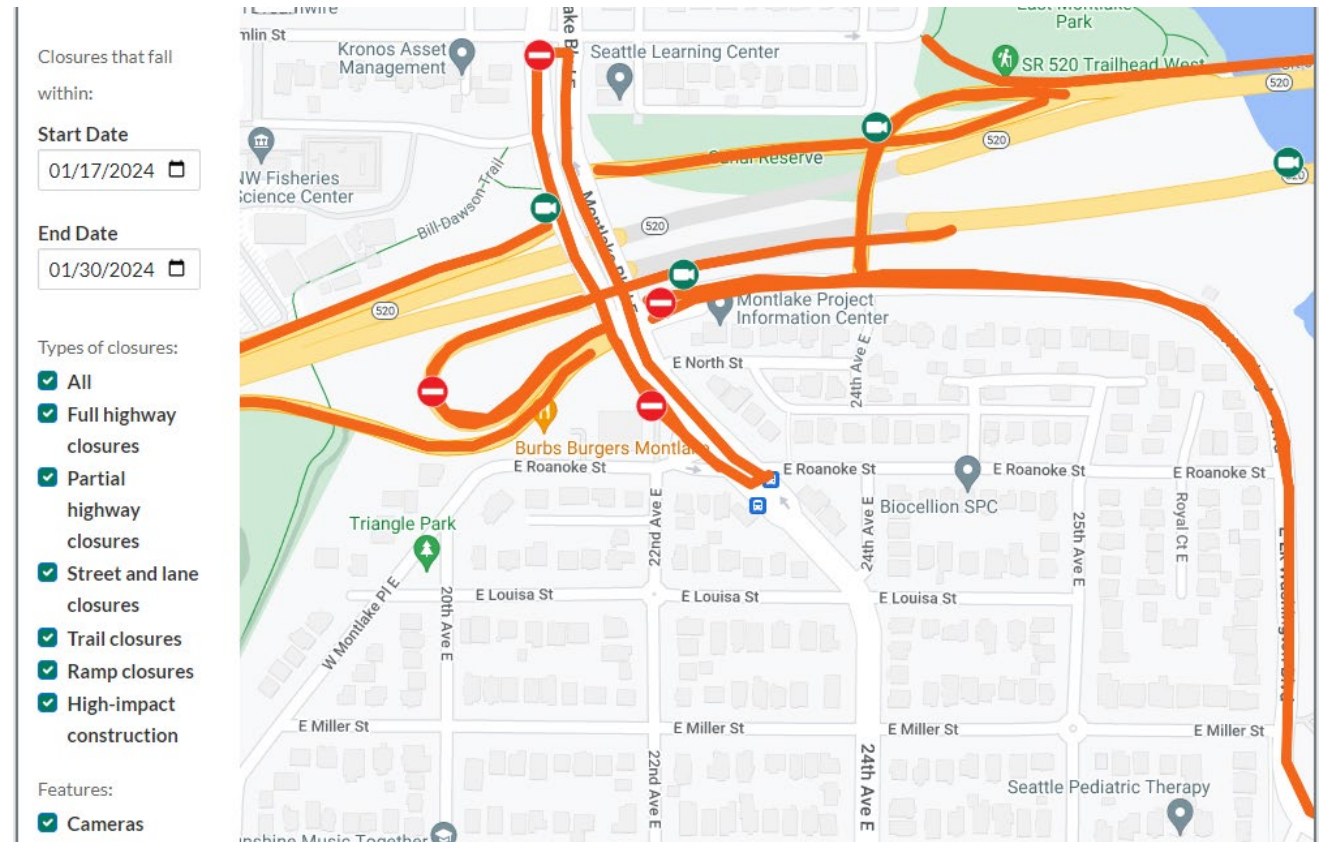 Closures that fall
within:
Start Date
01/17/2024
End Date
01/30/2024
Types of closures:
All
Full highway
closures
Partial
highway
closures
Street and lane
closures
Trail closures
Ramp closures
High-impact
construction
Features:
Cameras
mlin St
Kronos Asset
Management
Seattle Learning Center
Park
SR 520 Trailhead West
520
520
NW Fisheries
Science Center
Bill-Dawson-Trail
Reserve
520
520
Montlake Project
Information Center
E North St
24th Ave E
Burbs Burgers Montlake
E Roanoke St
E Roanoke St
E Roanoke St
E Roanoke St
Biocellion SPC
Royal Ct E
Triangle Park
22nd Ave E
24th Ave E
25th Ave E
W Montlake Pl E
20th Ave E
E Louisa St
E Louisa St
E Louisa St
E Miller St
E Miller St
E Miller St
E Miller St
22nd Ave E
24th Ave E
Seattle Pediatric Therapy